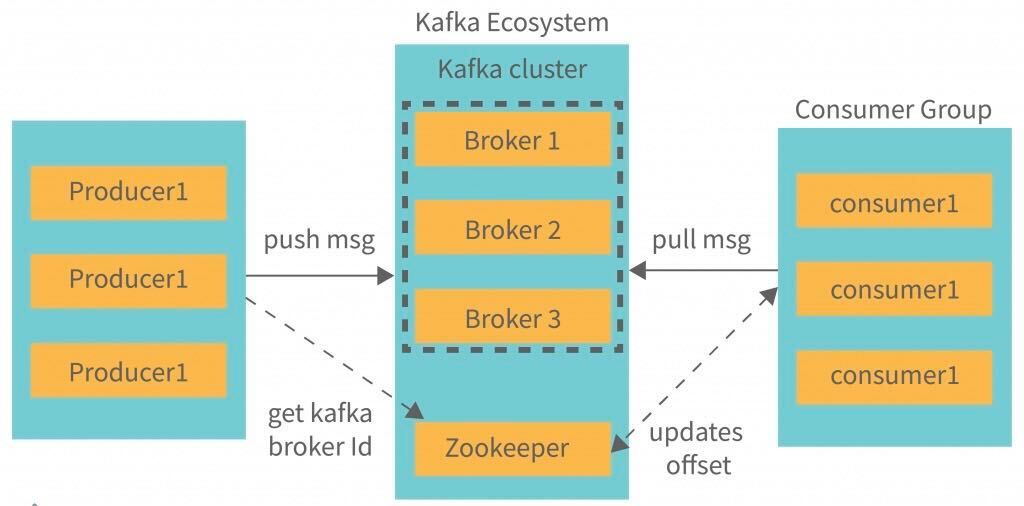 Kafka Ecosystem
Kafka cluster
Broker 1
Broker 2
Broker 3
Zookeeper
Producer1
Producer1
Producer1
push msg
get kafka
broker Id
Consumer Group
consumer1
consumer1
consumer1
pull msg
updates
offset